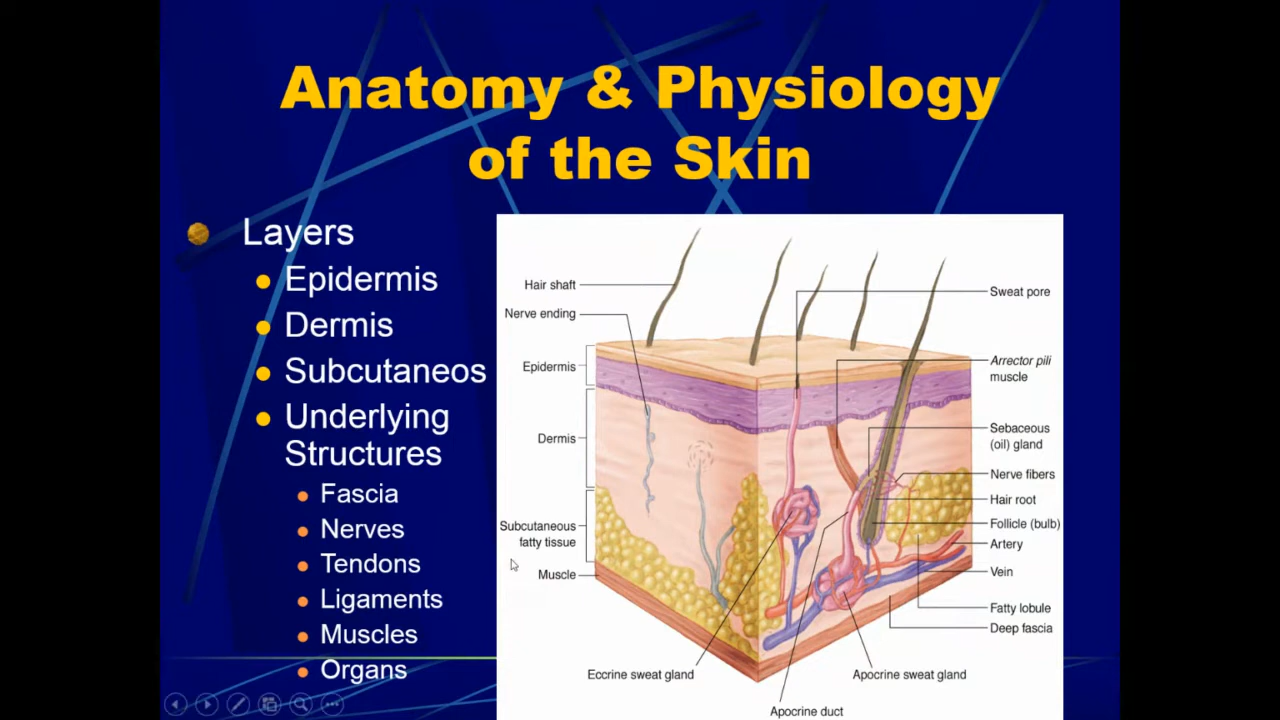 Anatomy & Physiology
of the Skin
Layers
Epidermis
Dermis
Subcutaneos
Underlying
Structures
Fascia
Nerves
Tendons
Ligaments
Muscles
Organs
Hair shaft
Nerve ending
Epidermis
Dermis
Subcutaneous
fatty tissue
Muscle
Sweat pore
Arrector pili
muscle
Sebaceous
(oil) gland
Nerve fibers
Hair root
Follicle (bulb)
Artery
Vein
Fatty lobule
Deep fascia
Eccrine sweat gland
Apocrine sweat gland
Apocrine duct